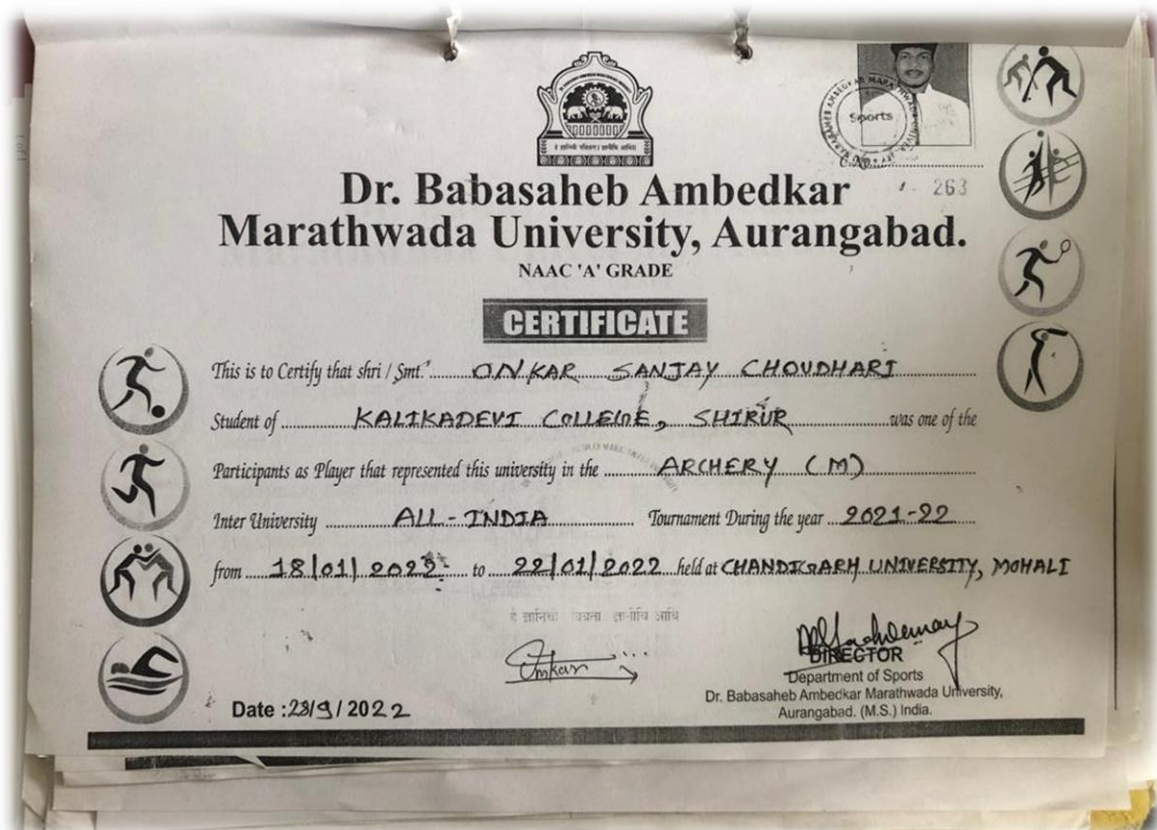 Sports
C.No.
263
Dr. Babasaheb Ambedkar
Marathwada University, Aurangabad.
NAAC 'A' GRADE
CERTIFICATE
This is to Certify that shri / Smt. ONKAR SANJAY CHOUDHARI
Student of KALIKADEVI COLLEGE, SHIRUR was one of the
Participants as Player that represented this university in the ARCHERY (M)
Inter University ALL-INDIA Tournament During the year 2021-22
from 18/01/2022 to 22/01/2022 held at CHANDIGARH UNIVERSITY, MOHALI
Omkar
DIRECTOR
Department of Sports
Dr. Babasaheb Ambedkar Marathwada University,
Aurangabad. (M.S.) India.
Date : 23/9/2022